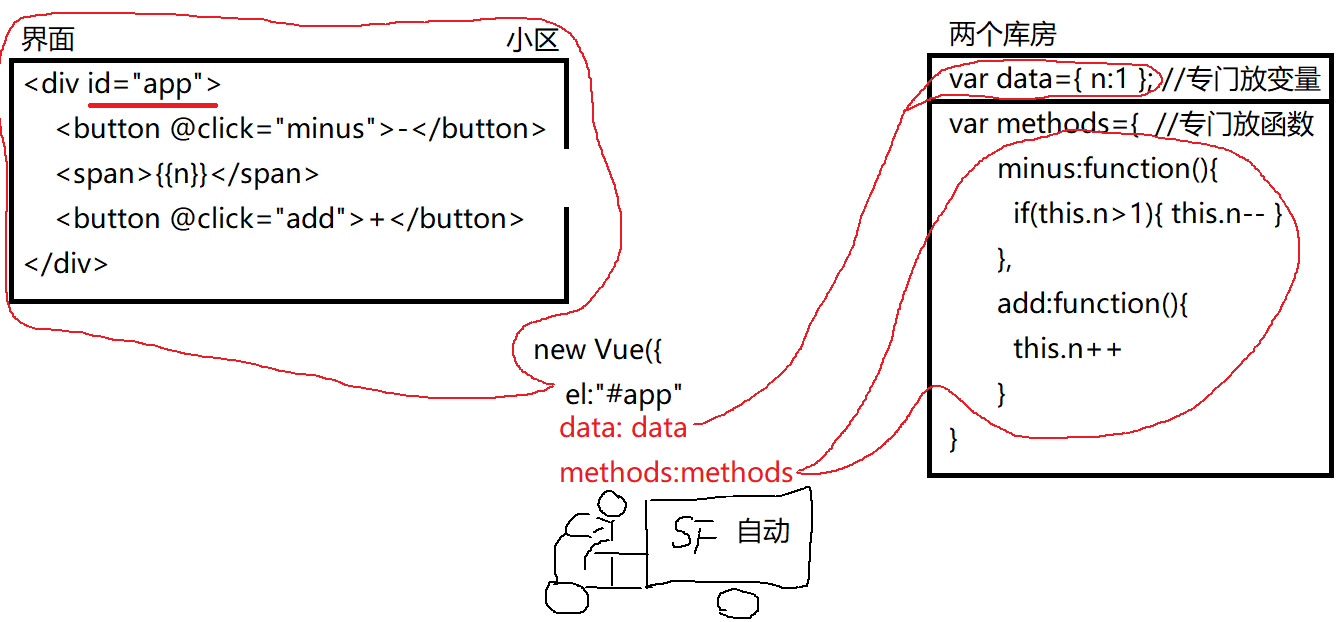 界面
小区
<div id="app">
<button @click="minus">-</button>
<span>{{n}}</span>
<button @click="add">+</button>
</div>
两个库房
var data={ n:1 }; //专门放变量
var methods={ //专门放函数
minus:function(){
if(this.n>1){ this.n-- }
},
add:function(){
this.n++
}
}
new Vue({
el:"#app"
data: data
methods:methods
SF 自动